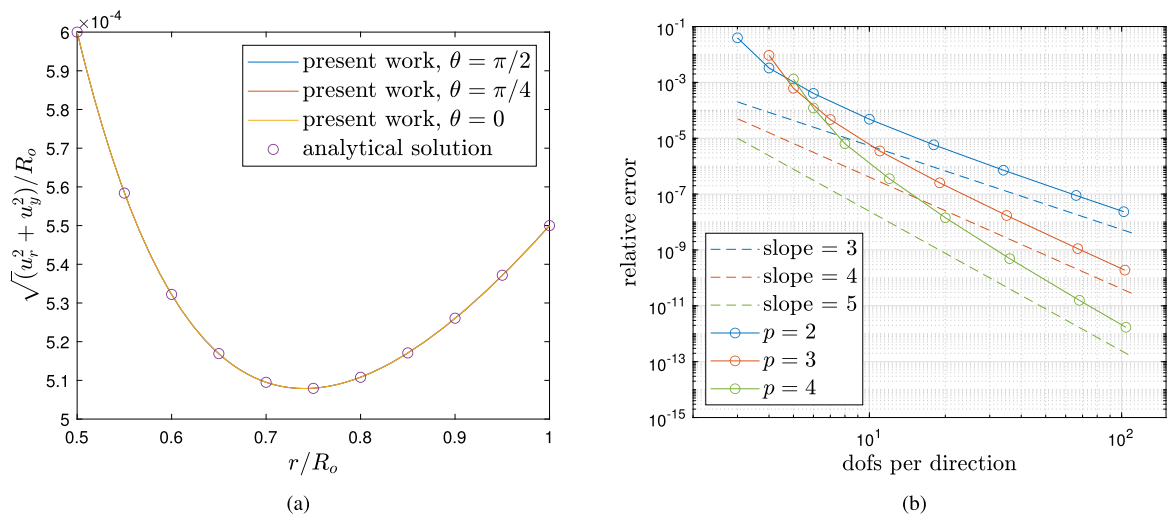 ×10⁻⁴
6
5.9
5.8
5.7
5.6
5.5
5.4
5.3
5.2
5.1
5
0.5
0.6
0.7
0.8
0.9
1
√(u_r² + u_y²)/R_o
r/R_o
present work, θ = π/2
present work, θ = π/4
present work, θ = 0
analytical solution
(a)
10⁻¹
10⁻³
10⁻⁵
10⁻⁷
10⁻⁹
10⁻¹¹
10⁻¹³
10⁻¹⁵
10¹
10²
relative error
dofs per direction
slope = 3
slope = 4
slope = 5
p = 2
p = 3
p = 4
(b)